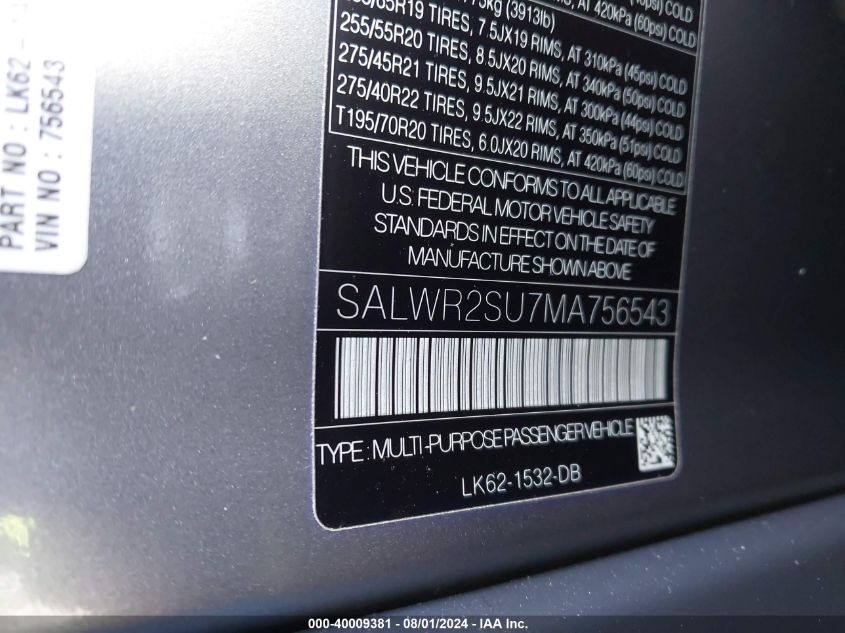 PART NO : LK62 -
VIN NO : 756543
(3913lb)
AT 420kPa (60psi) COLD
TIRES, 7.5JX19 RIMS, AT 310kPa (45psi) COLD
255/55R20 TIRES, 8.5JX20 RIMS, AT 340kPa (50psi) COLD
275/45R21 TIRES, 9.5JX21 RIMS, AT 300kPa (44psi) COLD
275/40R22 TIRES, 9.5JX22 RIMS, AT 350kPa (51psi) COLD
T195/70R20 TIRES, 6.0JX20 RIMS, AT 420kPa (60psi) COLD
THIS VEHICLE CONFORMS TO ALL APPLICABLE
U.S. FEDERAL MOTOR VEHICLE SAFETY
STANDARDS IN EFFECT ON THE DATE OF
MANUFACTURE SHOWN ABOVE
SALWR2SU7MA756543
TYPE : MULTI-PURPOSE PASSENGER VEHICLE
LK62-1532-DB
000-40009381 - 08/01/2024 - IAAI.com